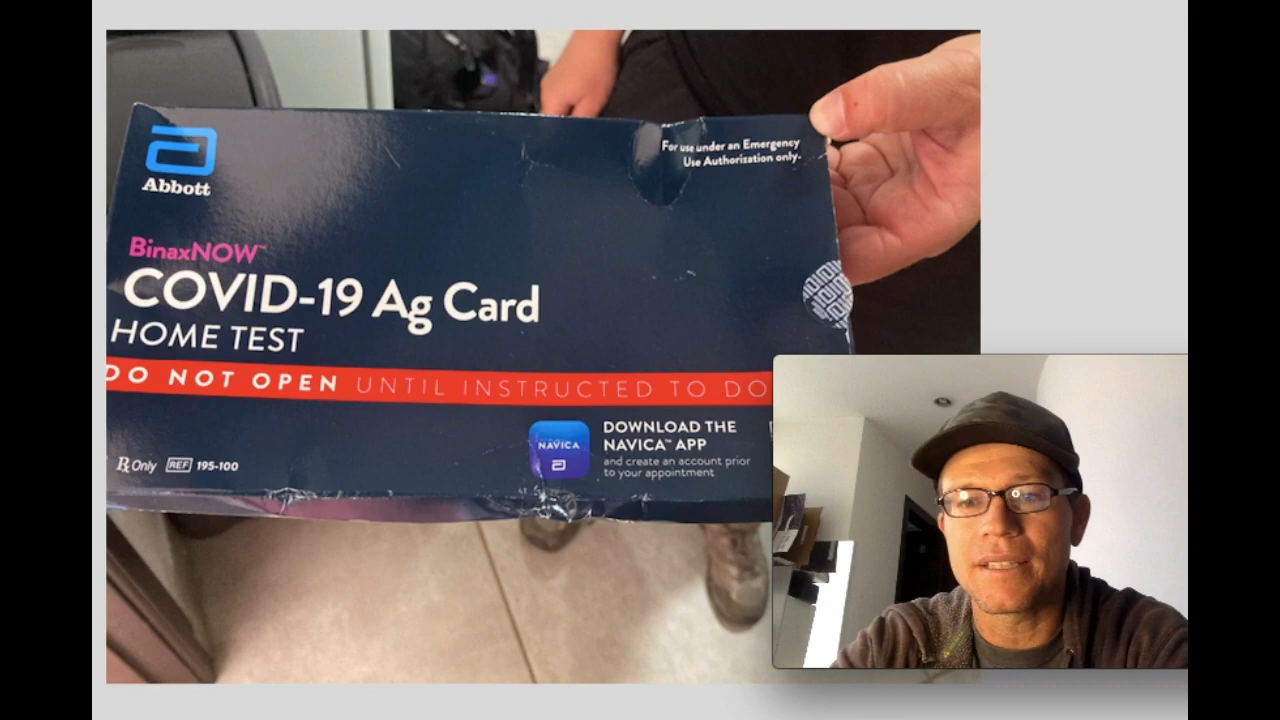 Abbott
For use under an Emergency
Use Authorization only.
BinaxNOW™
COVID-19 Ag Card
HOME TEST
DO NOT OPEN UNTIL INSTRUCTED TO DO
NAVICA
DOWNLOAD THE
NAVICA™ APP
and create an account prior
to your appointment
℞ Only REF 195-100